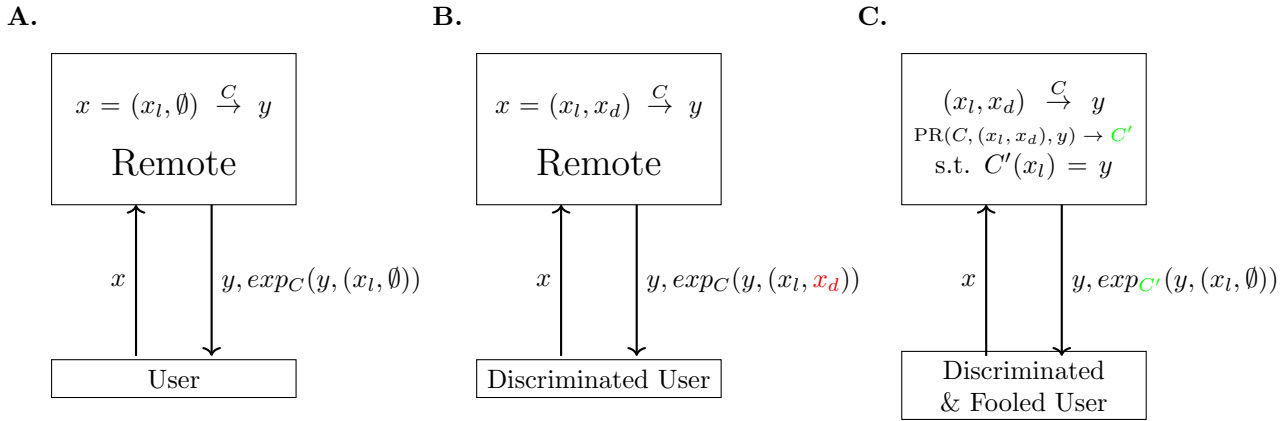 A.
x = (x_l, ∅) →^C y
Remote
x
y, exp_C(y, (x_l, ∅))
User
B.
x = (x_l, x_d) →^C y
Remote
x
y, exp_C(y, (x_l, x_d))
Discriminated User
C.
(x_l, x_d) →^C y
PR(C, (x_l, x_d), y) → C'
s.t. C'(x_l) = y
x
y, exp_{C'}(y, (x_l, ∅))
Discriminated
& Fooled User